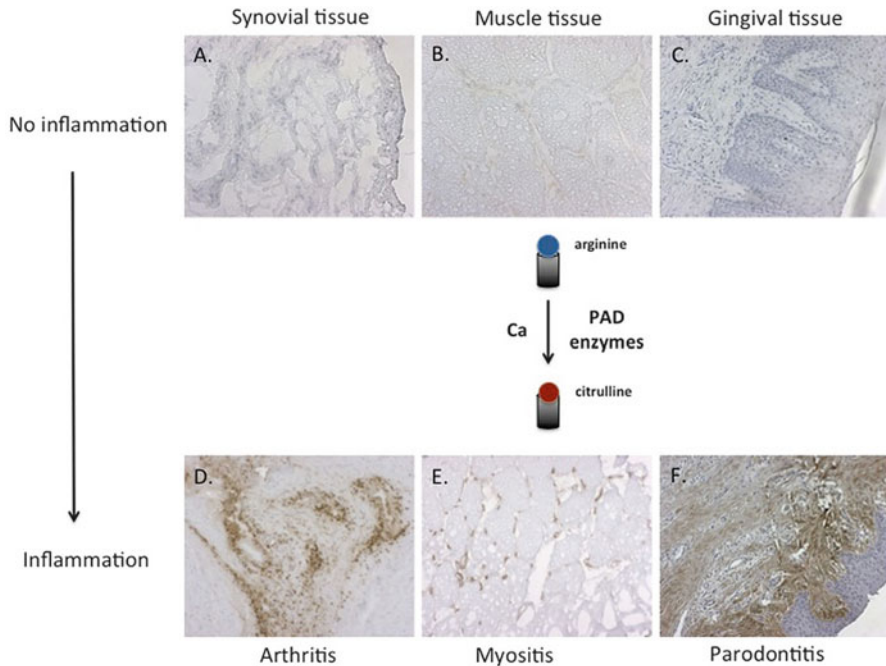 Synovial tissue
Muscle tissue
Gingival tissue
A.
B.
C.
No inflammation
arginine
Ca
PAD
enzymes
citrulline
D.
E.
F.
Inflammation
Arthritis
Myositis
Parodontitis